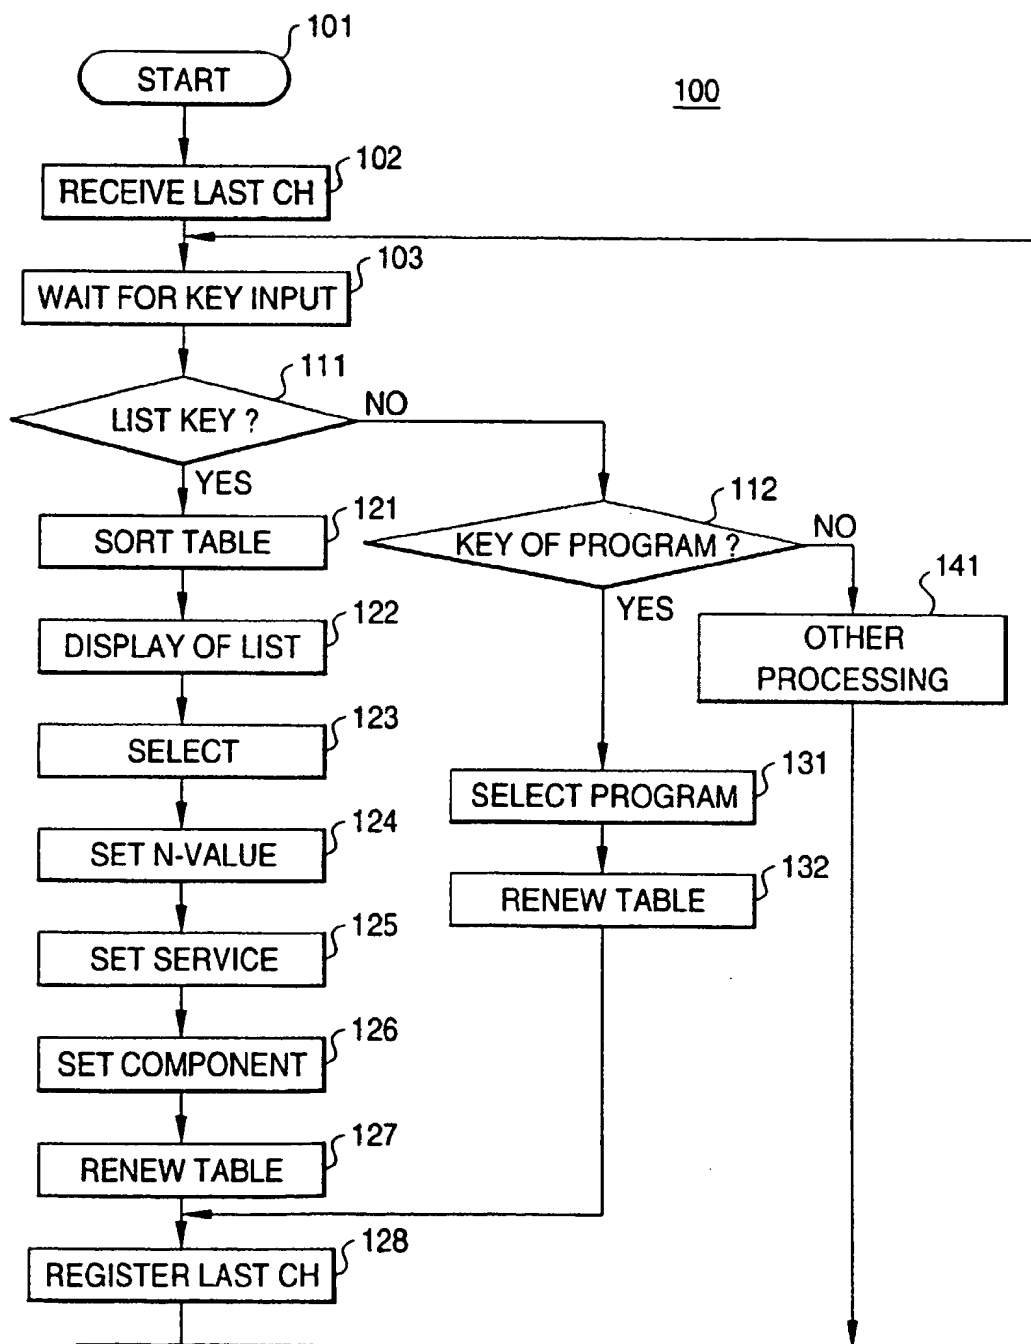 101
START
100
102
RECEIVE LAST CH
103
WAIT FOR KEY INPUT
111
LIST KEY ?
NO
YES
112
KEY OF PROGRAM ?
NO
YES
121
SORT TABLE
141
OTHER
PROCESSING
122
DISPLAY OF LIST
123
SELECT
131
SELECT PROGRAM
124
SET N-VALUE
132
RENEW TABLE
125
SET SERVICE
126
SET COMPONENT
127
RENEW TABLE
128
REGISTER LAST CH